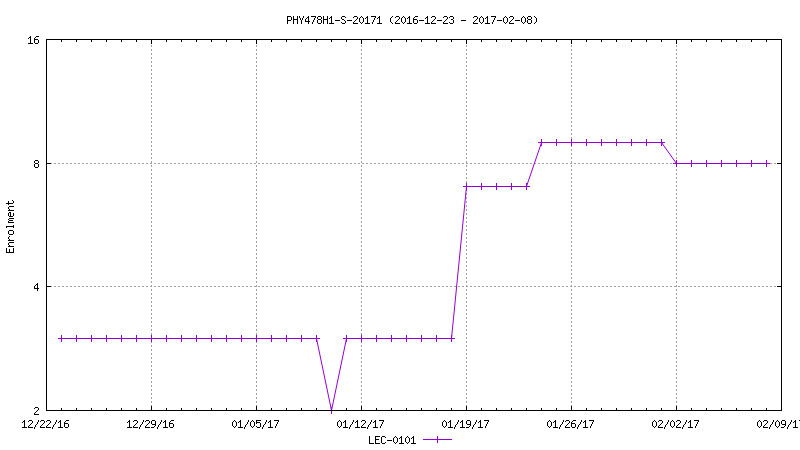 PHY478H1-S-20171 (2016-12-23 - 2017-02-08)
16
8
4
2
Enrolment
12/22/16 12/29/16 01/05/17 01/12/17 01/19/17 01/26/17 02/02/17 02/09/1
LEC-0101